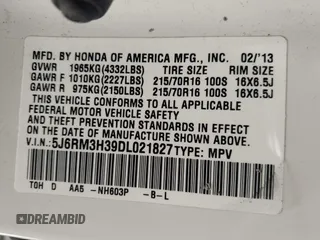 MFD. BY HONDA OF AMERICA MFG., INC. 02/'13
GVWR 1965KG(4332LBS) TIRE SIZE RIM SIZE
GAWR F 1010KG(2227LBS) 215/70R16 100S 16X6.5J
GAWR R 975KG(2150LBS) 215/70R16 100S 16X6.5J
THIS VEHICLE CONFORMS TO ALL APPLICABLE
FEDERAL MOTOR VEHICLE SAFETY
AND THEFT PREVENTION STANDARDS IN EFFECT ON
THE DATE OF MANUFACTURE SHOWN ABOVE.
V.I.N.: 5J6RM3H39DL021827 TYPE: MPV
T0H D AA5 -NH603P -B-L
DREAMBID